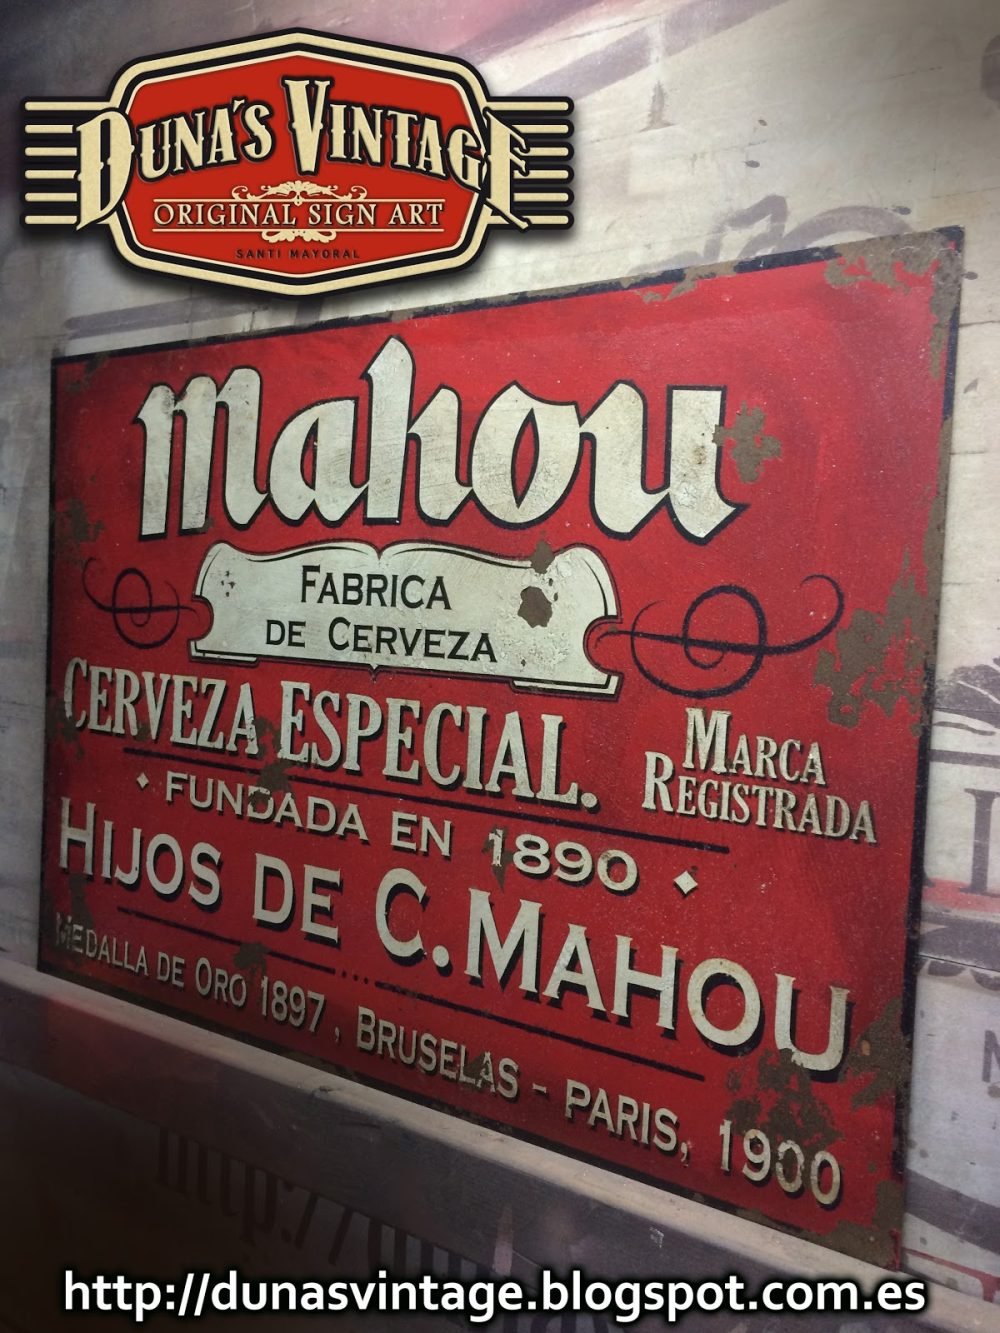 DUNA'S VINTAGE
ORIGINAL SIGN ART
SANTI MAYORAL
Mahou
FABRICA
DE CERVEZA
CERVEZA ESPECIAL.
MARCA
REGISTRADA
FUNDADA EN 1890
HIJOS DE C. MAHOU
MEDALLA DE ORO 1897, BRUSELAS - PARIS, 1900
http://dunasvintage.blogspot.com.es